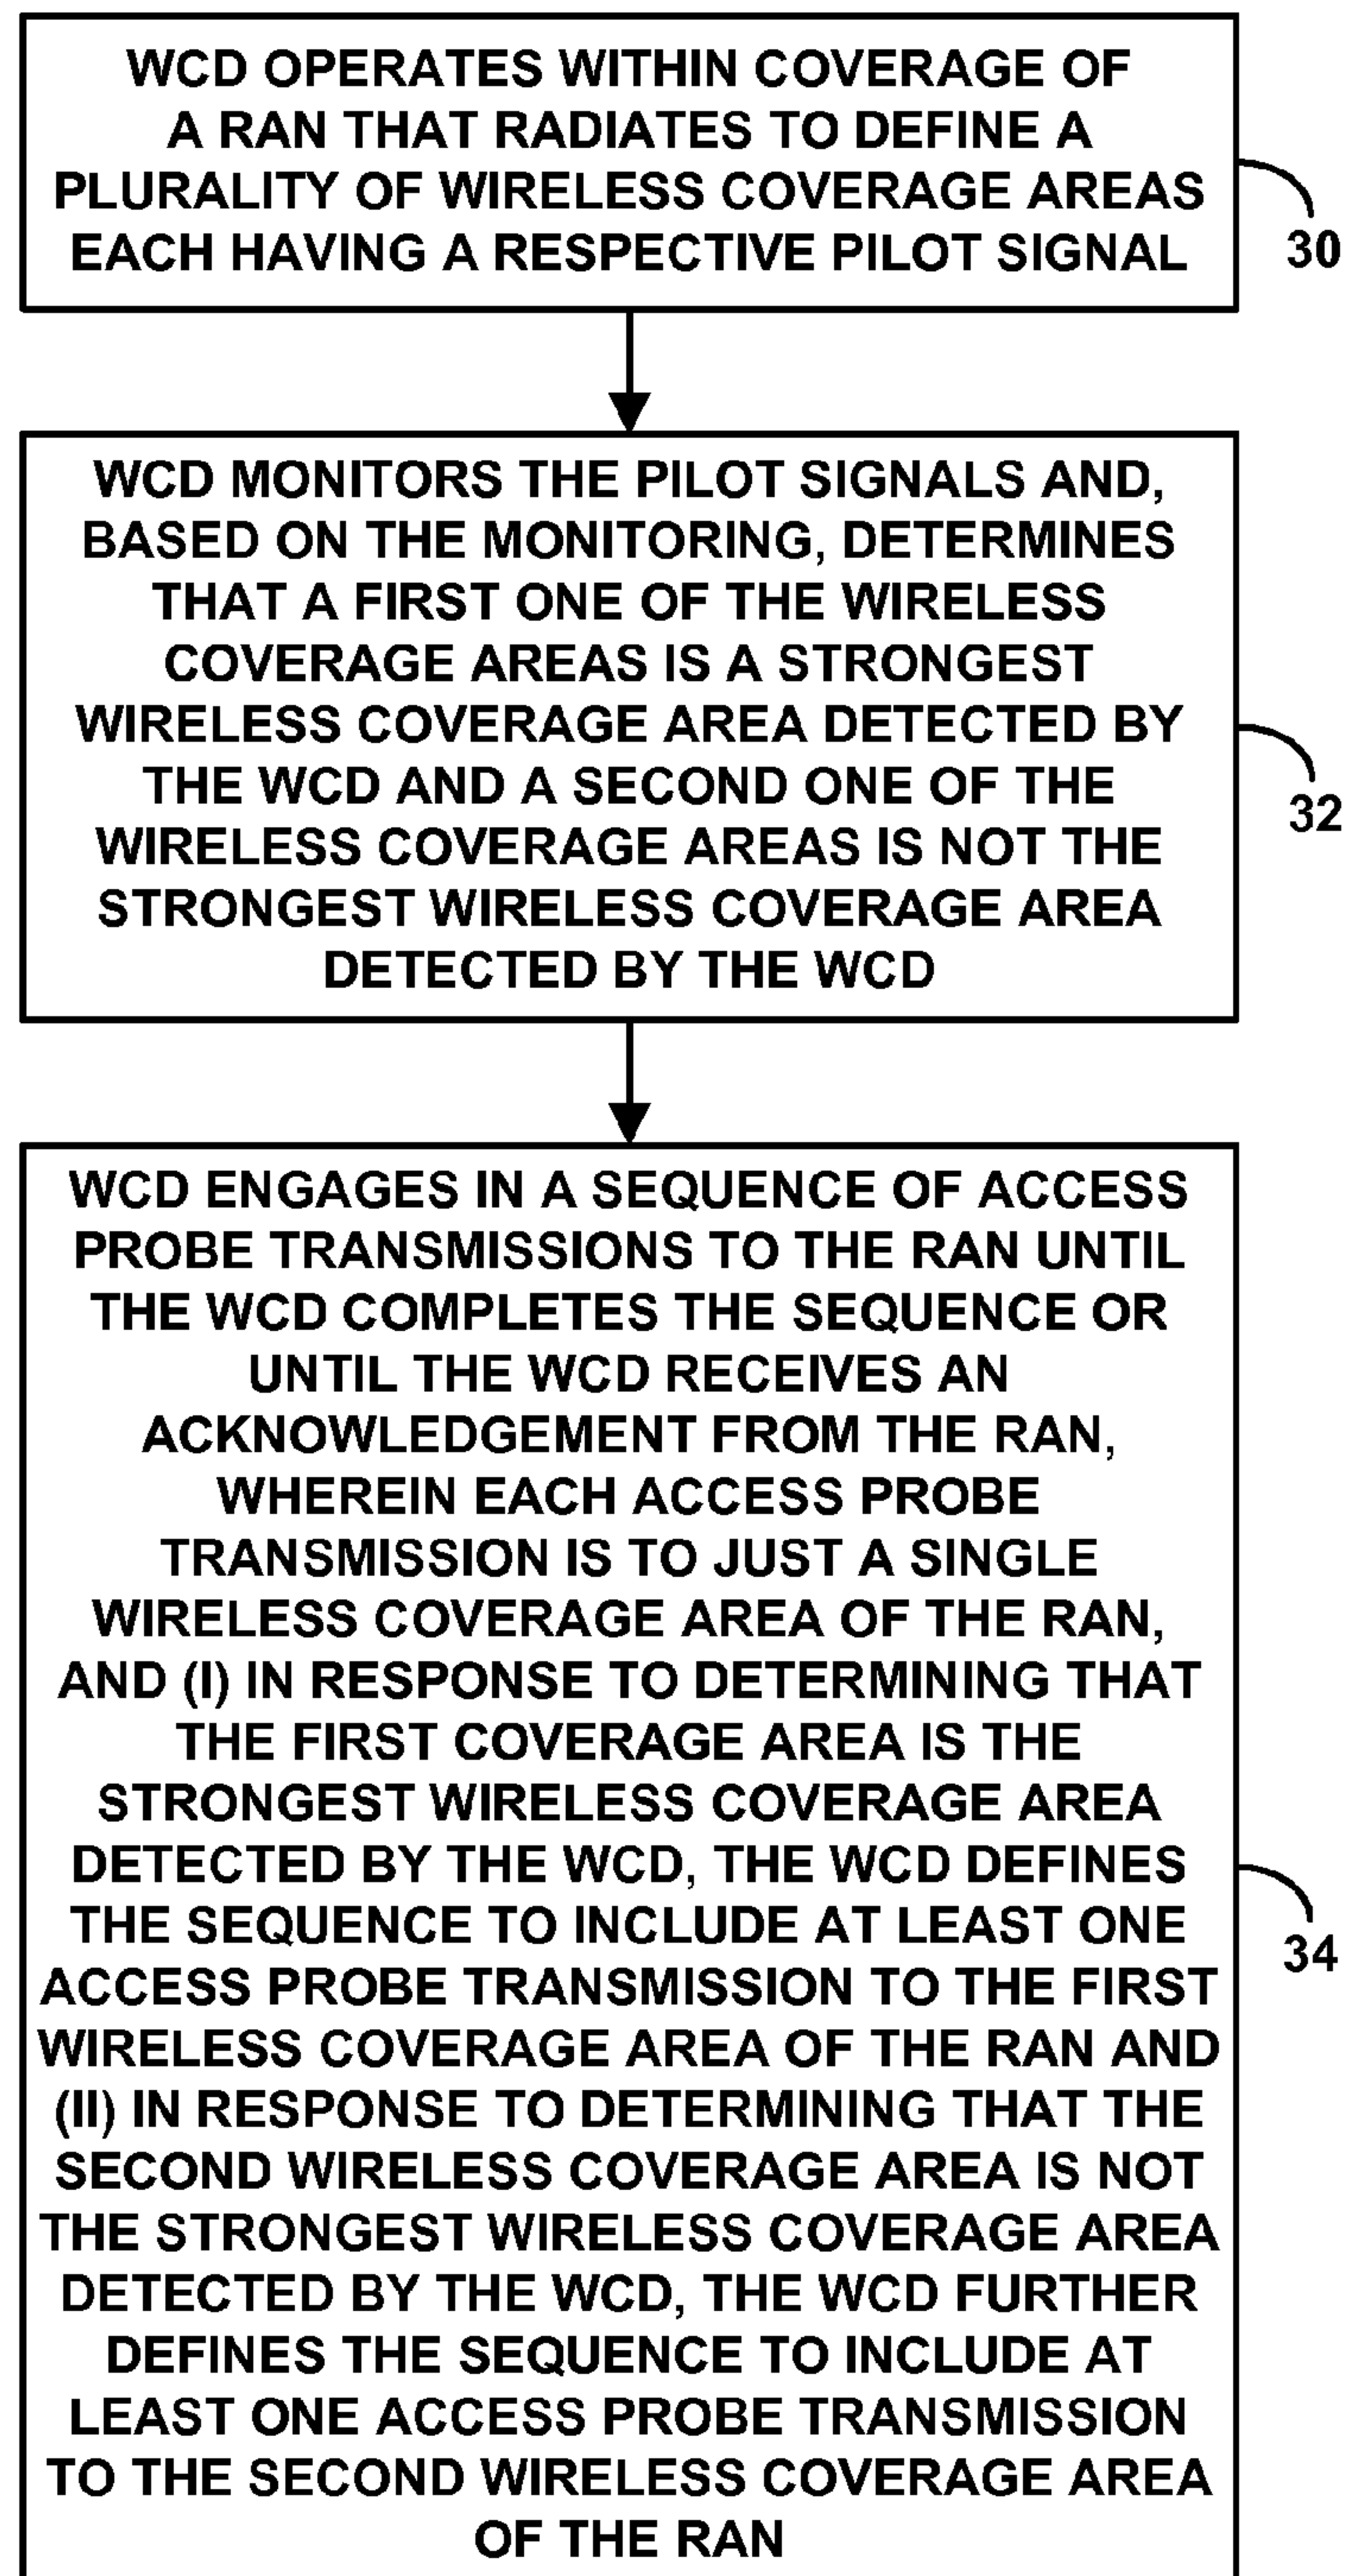 WCD OPERATES WITHIN COVERAGE OF
A RAN THAT RADIATES TO DEFINE A
PLURALITY OF WIRELESS COVERAGE AREAS
EACH HAVING A RESPECTIVE PILOT SIGNAL
30
WCD MONITORS THE PILOT SIGNALS AND,
BASED ON THE MONITORING, DETERMINES
THAT A FIRST ONE OF THE WIRELESS
COVERAGE AREAS IS A STRONGEST
WIRELESS COVERAGE AREA DETECTED BY
THE WCD AND A SECOND ONE OF THE
WIRELESS COVERAGE AREAS IS NOT THE
STRONGEST WIRELESS COVERAGE AREA
DETECTED BY THE WCD
32
WCD ENGAGES IN A SEQUENCE OF ACCESS
PROBE TRANSMISSIONS TO THE RAN UNTIL
THE WCD COMPLETES THE SEQUENCE OR
UNTIL THE WCD RECEIVES AN
ACKNOWLEDGEMENT FROM THE RAN,
WHEREIN EACH ACCESS PROBE
TRANSMISSION IS TO JUST A SINGLE
WIRELESS COVERAGE AREA OF THE RAN,
AND (I) IN RESPONSE TO DETERMINING THAT
THE FIRST COVERAGE AREA IS THE
STRONGEST WIRELESS COVERAGE AREA
DETECTED BY THE WCD, THE WCD DEFINES
THE SEQUENCE TO INCLUDE AT LEAST ONE
ACCESS PROBE TRANSMISSION TO THE FIRST
WIRELESS COVERAGE AREA OF THE RAN AND
(II) IN RESPONSE TO DETERMINING THAT THE
SECOND WIRELESS COVERAGE AREA IS NOT
THE STRONGEST WIRELESS COVERAGE AREA
DETECTED BY THE WCD, THE WCD FURTHER
DEFINES THE SEQUENCE TO INCLUDE AT
LEAST ONE ACCESS PROBE TRANSMISSION
TO THE SECOND WIRELESS COVERAGE AREA
OF THE RAN
34